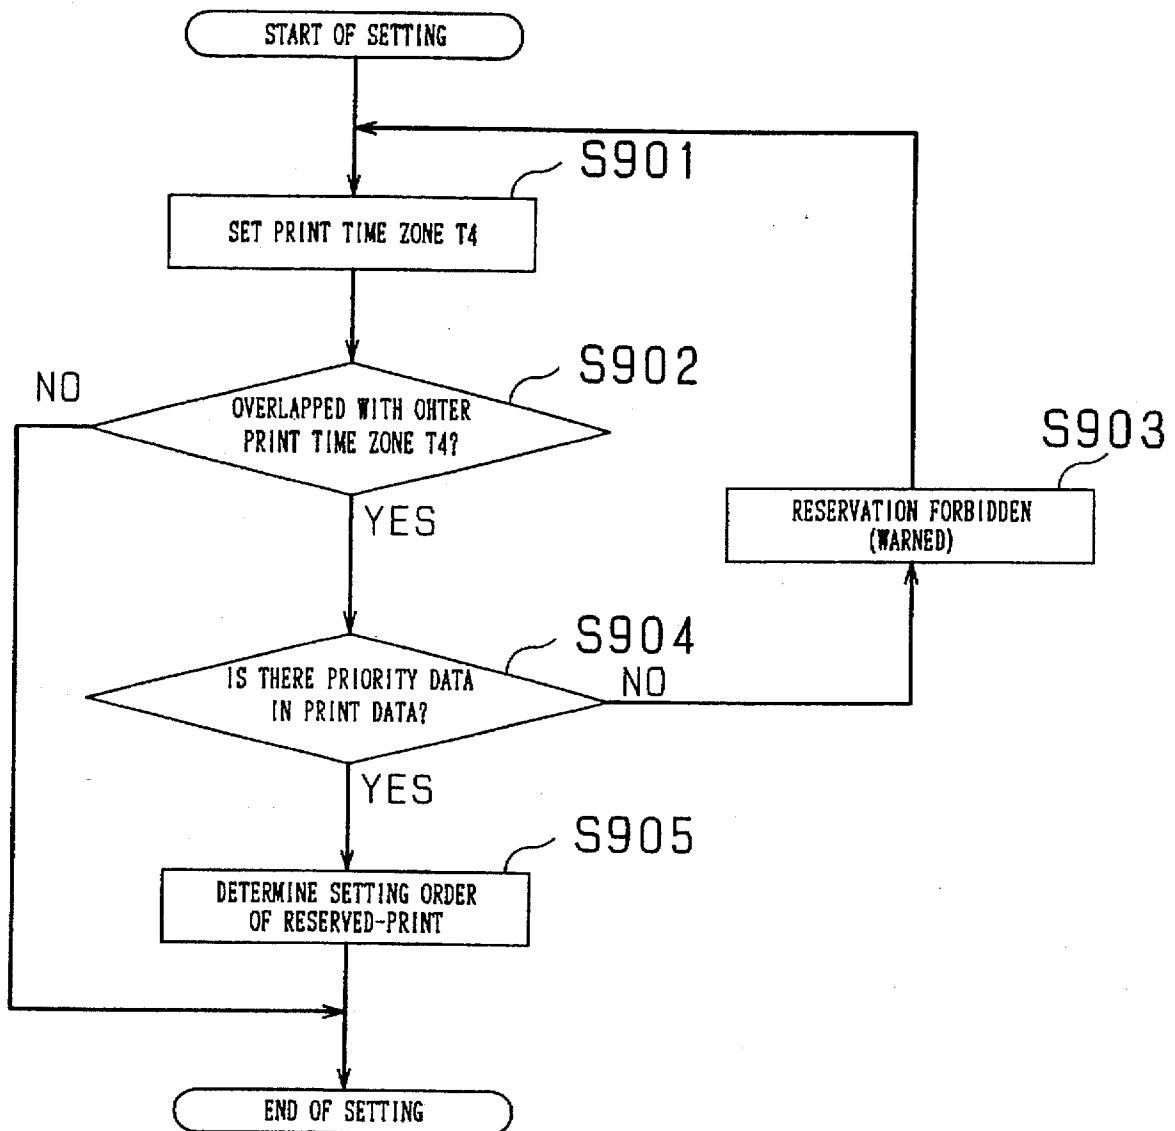 START OF SETTING
S901
SET PRINT TIME ZONE T4
S902
NO
OVERLAPPED WITH OHTER
PRINT TIME ZONE T4?
S903
RESERVATION FORBIDDEN
(WARNED)
YES
S904
IS THERE PRIORITY DATA
IN PRINT DATA?
NO
YES
S905
DETERMINE SETTING ORDER
OF RESERVED-PRINT
END OF SETTING